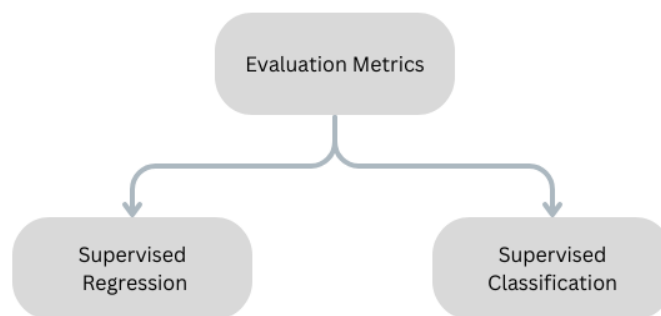 Evaluation Metrics
Supervised
Regression
Supervised
Classification